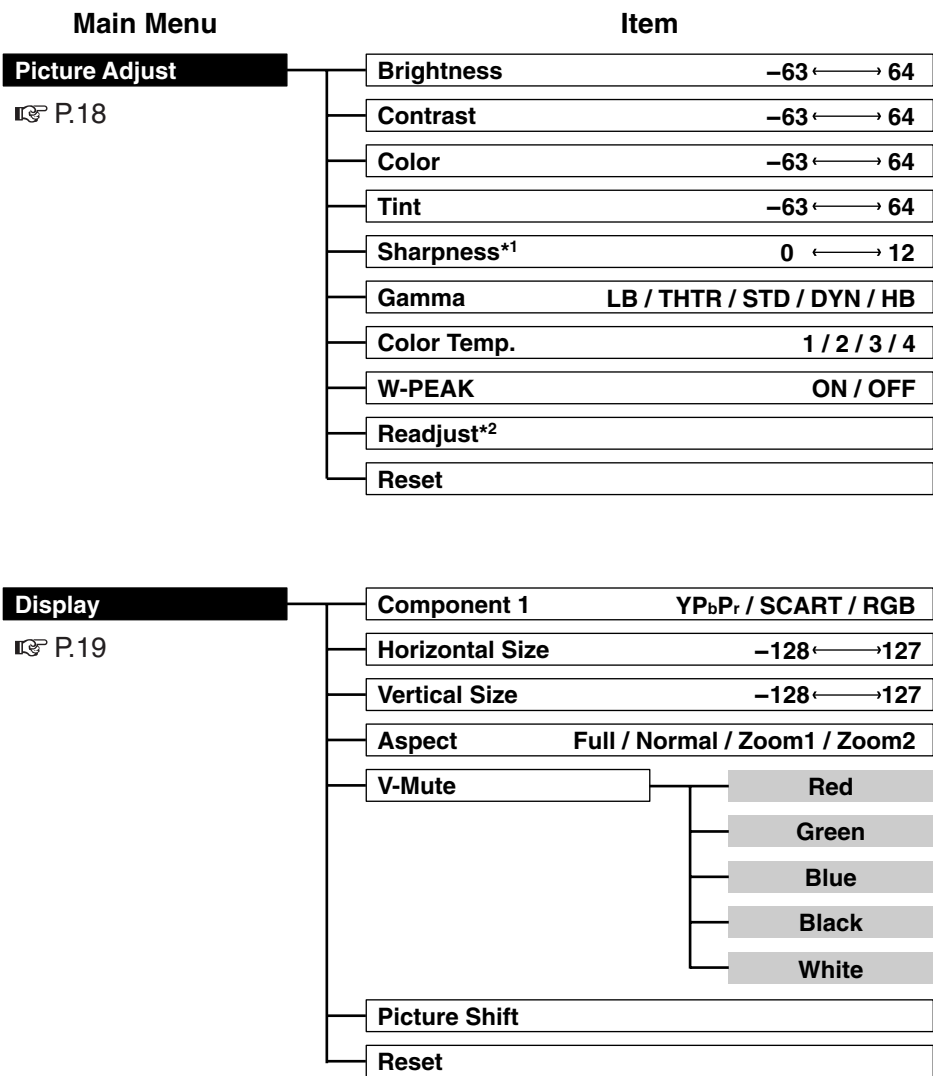 Main Menu Item
Picture Adjust
☞ P.18
Brightness –63 ←→ 64
Contrast –63 ←→ 64
Color –63 ←→ 64
Tint –63 ←→ 64
Sharpness*1 0 ←→ 12
Gamma LB / THTR / STD / DYN / HB
Color Temp. 1 / 2 / 3 / 4
W-PEAK ON / OFF
Readjust*2
Reset
Display
☞ P.19
Component 1 YPbPr / SCART / RGB
Horizontal Size –128 ←→ 127
Vertical Size –128 ←→ 127
Aspect Full / Normal / Zoom1 / Zoom2
V-Mute
Red
Green
Blue
Black
White
Picture Shift
Reset